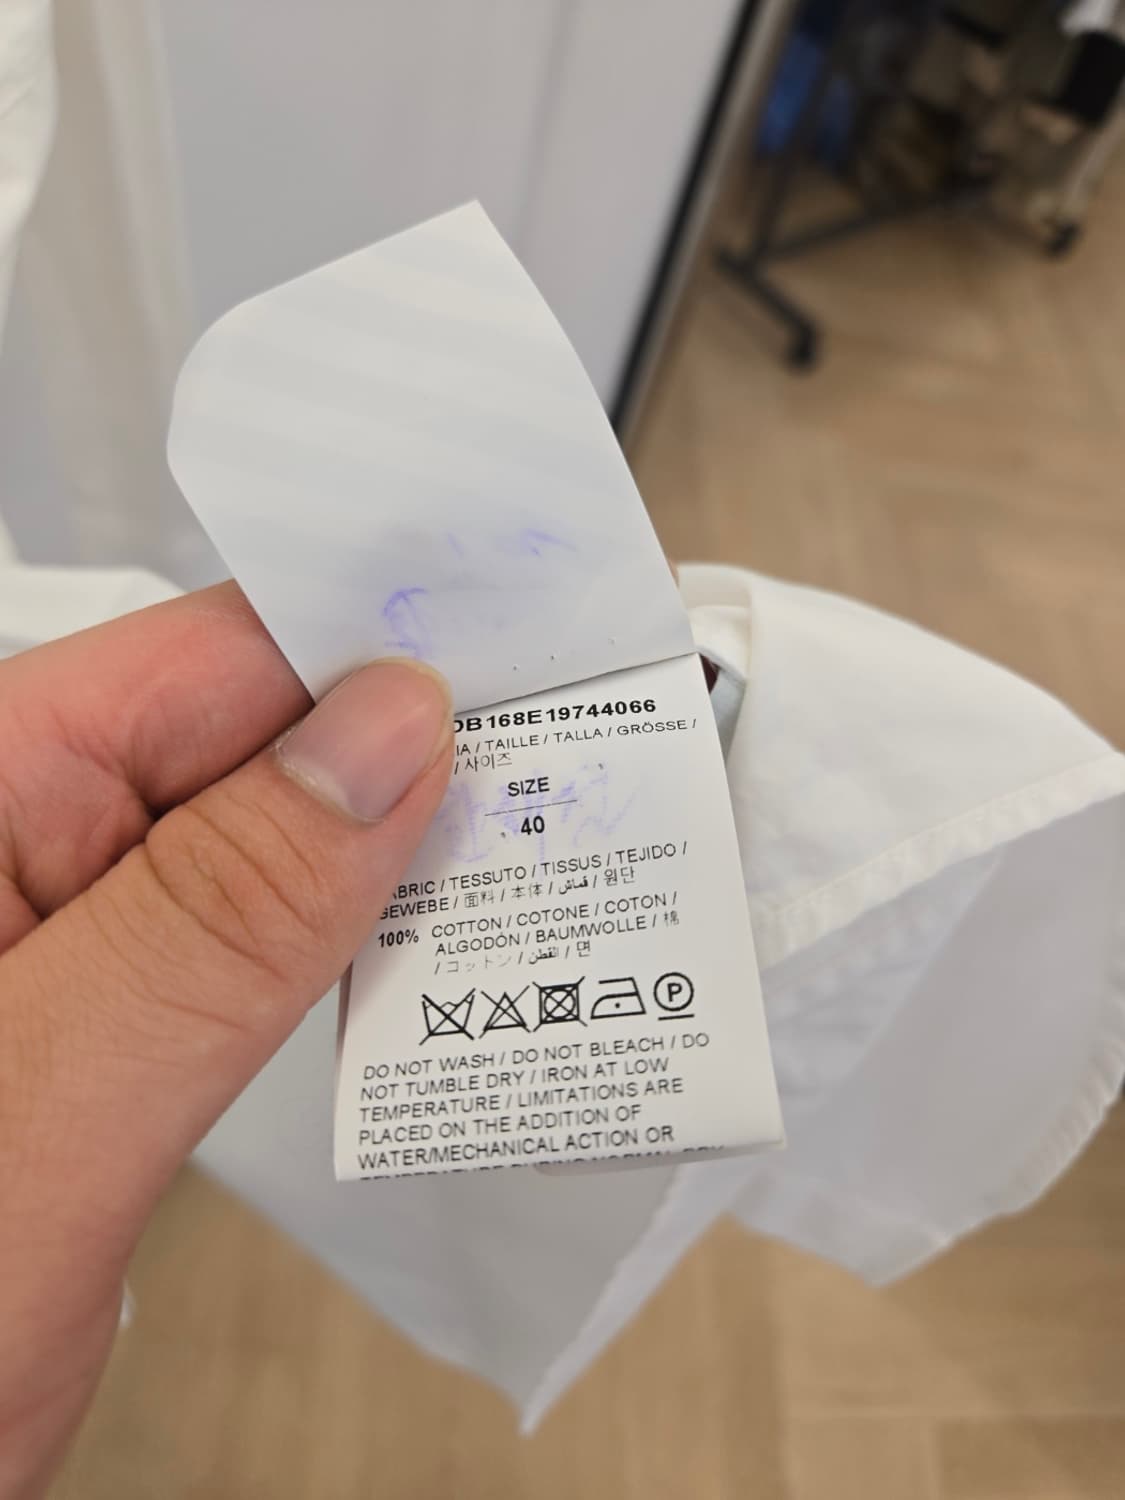 DB168E19744066
IA / TAILLE / TALLA / GRÖSSE /
/ 사이즈
SIZE
40
ABRIC / TESSUTO / TISSUS / TEJIDO /
GEWEBE / 面料 / 本体 / قماش / 원단
100% COTTON / COTONE / COTON /
ALGODÓN / BAUMWOLLE / 棉
/ コットン / القطن / 면
P
DO NOT WASH / DO NOT BLEACH / DO
NOT TUMBLE DRY / IRON AT LOW
TEMPERATURE / LIMITATIONS ARE
PLACED ON THE ADDITION OF
WATER/MECHANICAL ACTION OR